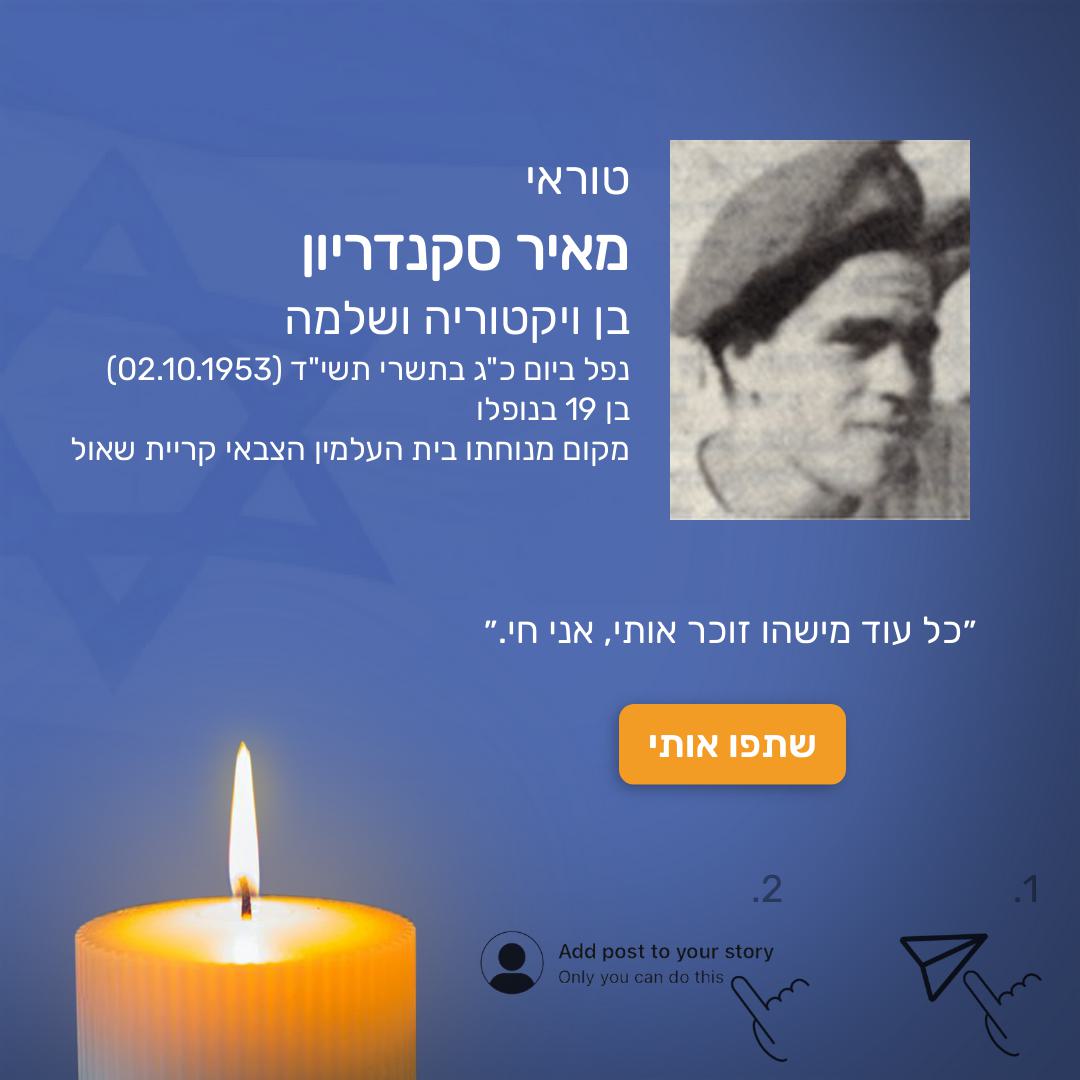 טוראי
מאיר סקנדריון
בן ויקטוריה ושלמה
נפל ביום כ"ג בתשרי תשי"ד (02.10.1953)
בן 19 בנופלו
מקום מנוחתו בית העלמין הצבאי קריית שאול
״כל עוד מישהו זוכר אותי, אני חי.״
שתפו אותי
1.
2.
Add post to your story
Only you can do this